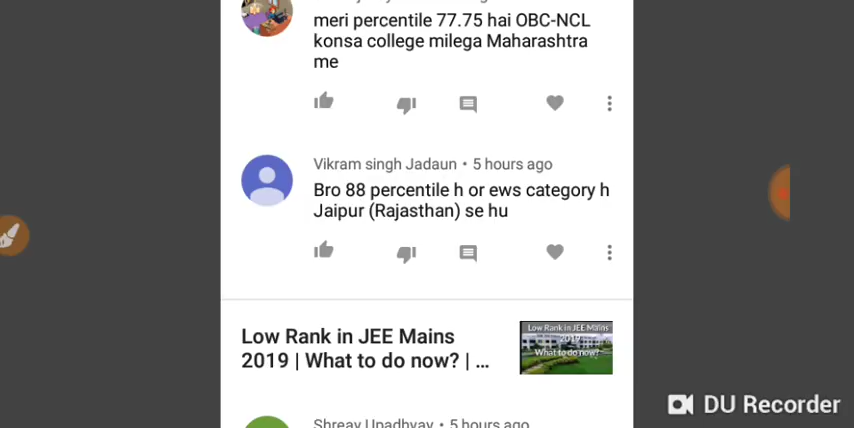 meri percentile 77.75 hai OBC-NCL
konsa college milega Maharashtra
me
Vikram singh Jadaun • 5 hours ago
Bro 88 percentile h or ews category h
Jaipur (Rajasthan) se hu
Low Rank in JEE Mains
2019 | What to do now? | ...
Low Rank in JEE Mains
2019
What to do now?
Shreay Upadhyay • 5 hours ago
DU Recorder